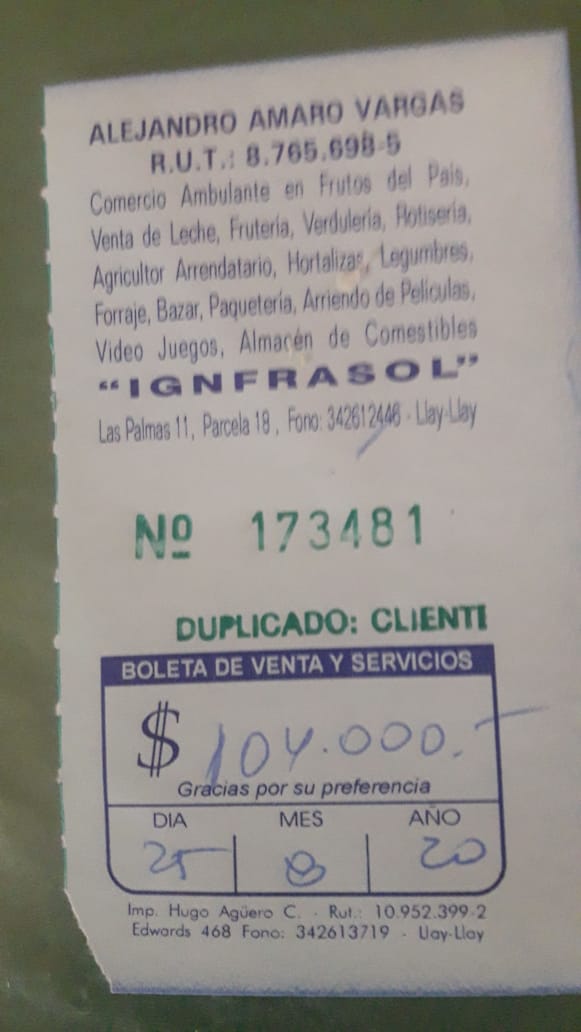 ALEJANDRO AMARO VARGAS
R.U.T.: 8.765.698-5
Comercio Ambulante en Frutos del País,
Venta de Leche, Frutería, Verdulería, Rotisería,
Agricultor Arrendatario, Hortalizas, Legumbres,
Forraje, Bazar, Paquetería, Arriendo de Películas,
Video Juegos, Almacén de Comestibles
"IGNFRASOL"
Las Palmas 11, Parcela 18, Fono: 342612446 - Llay-Llay
Nº 173481
DUPLICADO: CLIENTE
BOLETA DE VENTA Y SERVICIOS
$ 104.000.-
Gracias por su preferencia
DIA MES AÑO
25 8 20
Imp. Hugo Agüero C. - Rut.: 10.952.399-2
Edwards 468 Fono: 342613719 - Llay-Llay